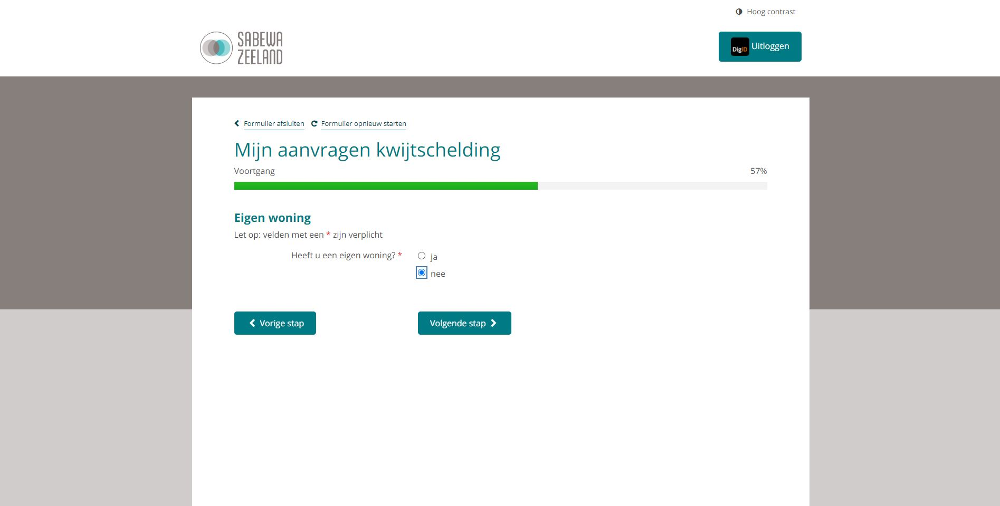 Hoog contrast
SABEWA
ZEELAND
DigiD Uitloggen
Formulier afsluiten Formulier opnieuw starten
Mijn aanvragen kwijtschelding
Voortgang 57%
Eigen woning
Let op: velden met een * zijn verplicht
Heeft u een eigen woning? * ja
nee
Vorige stap Volgende stap